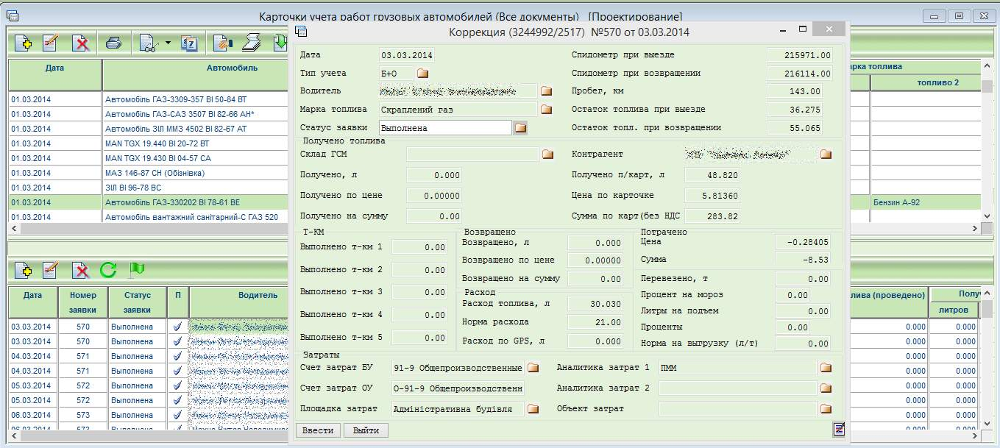 Карточки учета работ грузовых автомобилей (Все документы) [Проектирование]
Дата Автомобиль
01.03.2014 Автомобіль ГАЗ-3309-357 ВІ 50-84 ВТ
01.03.2014 Автомобіль ГАЗ-САЗ 3507 ВІ 82-66 АН*
01.03.2014 Автомобіль ЗІЛ ММЗ 4502 ВІ 82-67 АТ
01.03.2014 MAN TGX 19.440 ВІ 20-72 ВТ
01.03.2014 MAN TGX 19.430 ВІ 04-57 СА
01.03.2014 МАЗ 146-87 СН (Обізнівка)
01.03.2014 ЗІЛ ВІ 96-78 ВС
01.03.2014 Автомобіль ГАЗ-330202 ВІ 78-61 ВЕ
01.03.2014 Автомобіль вантажний санітарний-С ГАЗ 520
арка топлива
топливо 2
Бензин А-92
Коррекция (3244992/2517) №570 от 03.03.2014
Дата 03.03.2014 Спидометр при выезде 215971.00
Тип учета Б+О Спидометр при возвращении 216114.00
Водитель Пробег, км 143.00
Марка топлива Скраплений газ Остаток топлива при выезде 36.275
Статус заявки Выполнена Остаток топл. при возвращении 55.065
Получено топлива
Склад ГСМ Контрагент
Получено, л 0.000 Получено п/карт, л 48.820
Получено по цене 0.00000 Цена по карточке 5.81360
Получено на сумму 0.00 Сумма по карт(без НДС 283.82
Т-КМ
Выполнено т-км 1 0.00
Выполнено т-км 2 0.00
Выполнено т-км 3 0.00
Выполнено т-км 4 0.00
Выполнено т-км 5 0.00
Возвращено
Возвращено, л 0.000
Возвращено по цене 0.00000
Возвращено на сумму 0.00
Расход
Расход топлива, л 30.030
Норма расхода 21.00
Расход по GPS, л 0.000
Потрачено
Цена -0.28405
Сумма -8.53
Перевезено, т 0.00
Процент на мороз 0.00
Литры на подъем 0.00
Проценты 0.00
Норма на выгрузку (л/т) 0.00
Затраты
Счет затрат БУ 91-9 Общепроизводственные Аналитика затрат 1 ПММ
Счет затрат ОУ О-91-9 Общепроизводственн Аналитика затрат 2
Площадка затрат Адміністративна будівля Объект затрат
Ввести Выйти
Дата Номер заявки Статус заявки П Водитель
03.03.2014 570 Выполнена
03.03.2014 570 Выполнена
04.03.2014 571 Выполнена
04.03.2014 571 Выполнена
05.03.2014 572 Выполнена
05.03.2014 572 Выполнена
06.03.2014 573 Выполнена
06.03.2014 573 Выполнена
лива (проведено) Полу
литров
0.000 0.000
0.000 0.000
0.000 0.000
0.000 0.000
0.000 0.000
0.000 0.000
0.000 0.000
0.000 0.000